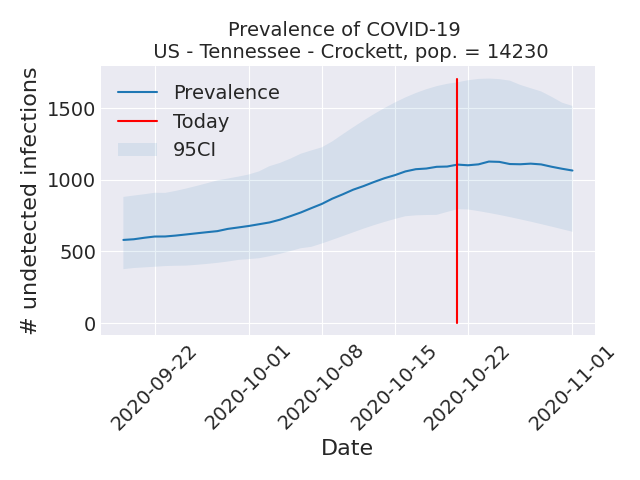 Prevalence of COVID-19
US - Tennessee - Crockett, pop. = 14230
# undetected infections
1500
1000
500
0
Prevalence
Today
95CI
2020-09-22
2020-10-01
2020-10-08
2020-10-15
2020-10-22
2020-11-01
Date